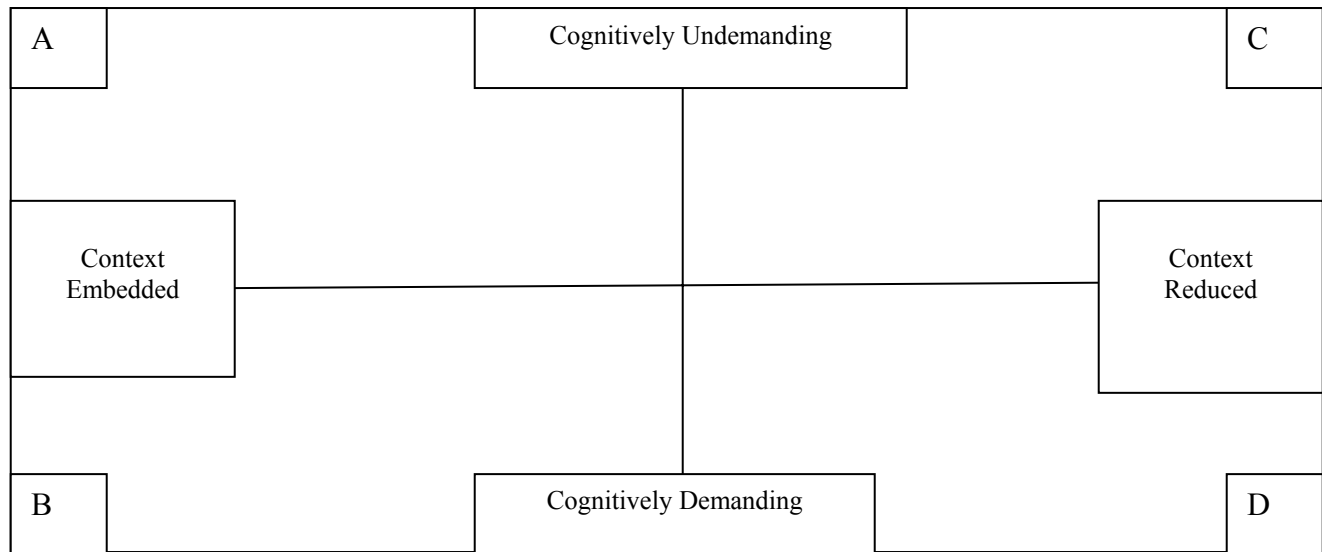 A
Cognitively Undemanding
C
Context
Embedded
Context
Reduced
B
Cognitively Demanding
D